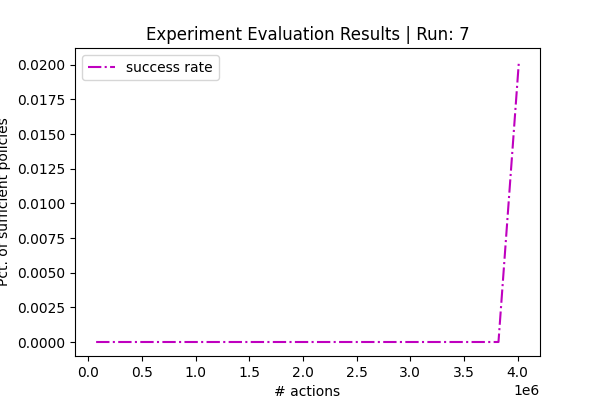 Experiment Evaluation Results | Run: 7
success rate
Pct. of sufficient policies
0.0200
0.0175
0.0150
0.0125
0.0100
0.0075
0.0050
0.0025
0.0000
0.0 0.5 1.0 1.5 2.0 2.5 3.0 3.5 4.0
1e6
# actions